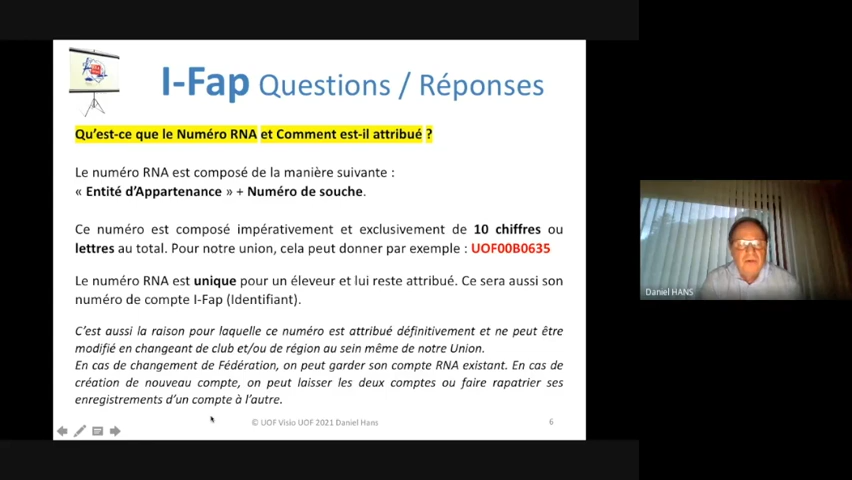 I-Fap Questions / Réponses
Qu'est-ce que le Numéro RNA et Comment est-il attribué ?
Le numéro RNA est composé de la manière suivante :
« Entité d'Appartenance » + Numéro de souche.
Ce numéro est composé impérativement et exclusivement de 10 chiffres ou
lettres au total. Pour notre union, cela peut donner par exemple : UOF00B0635
Le numéro RNA est unique pour un éleveur et lui reste attribué. Ce sera aussi son
numéro de compte I-Fap (Identifiant).
C'est aussi la raison pour laquelle ce numéro est attribué définitivement et ne peut être
modifié en changeant de club et/ou de région au sein même de notre Union.
En cas de changement de Fédération, on peut garder son compte RNA existant. En cas de
création de nouveau compte, on peut laisser les deux comptes ou faire rapatrier ses
enregistrements d'un compte à l'autre.
© UOF Visio UOF 2021 Daniel Hans
6
Daniel HANS